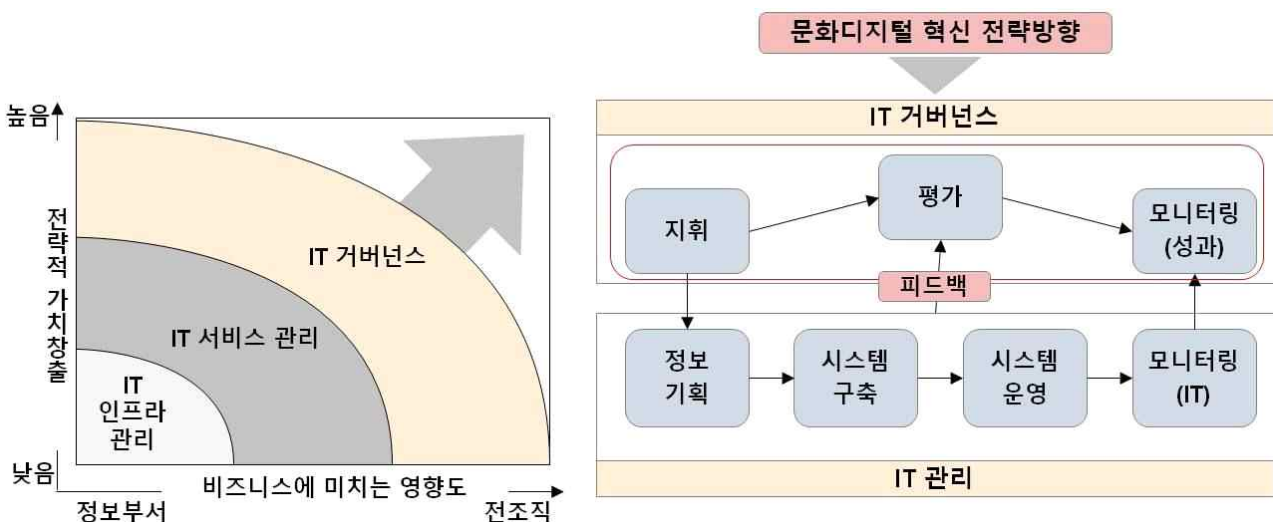 높음
전략적 가치창출
낮음
IT 거버넌스
IT 서비스 관리
IT
인프라
관리
비즈니스에 미치는 영향도
정보부서
전조직
문화디지털 혁신 전략방향
IT 거버넌스
지휘
평가
모니터링
(성과)
피드백
정보
기획
시스템
구축
시스템
운영
모니터링
(IT)
IT 관리